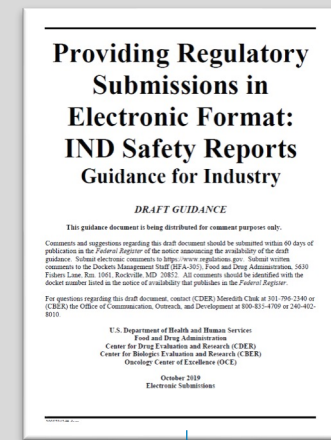 Providing Regulatory
Submissions in
Electronic Format:
IND Safety Reports
Guidance for Industry
DRAFT GUIDANCE
This guidance document is being distributed for comment purposes only.
Comments and suggestions regarding this draft document should be submitted within 60 days of
publication in the Federal Register of the notice announcing the availability of the draft
guidance. Submit electronic comments to https://www.regulations.gov. Submit written
comments to the Dockets Management Staff (HFA-305), Food and Drug Administration, 5630
Fishers Lane, Rm. 1061, Rockville, MD 20852. All comments should be identified with the
docket number listed in the notice of availability that publishes in the Federal Register.
For questions regarding this draft document, contact (CDER) Meredith Chuk at 301-796-2340 or
(CBER) the Office of Communication, Outreach, and Development at 800-835-4709 or 240-402-
8010.
U.S. Department of Health and Human Services
Food and Drug Administration
Center for Drug Evaluation and Research (CDER)
Center for Biologics Evaluation and Research (CBER)
Oncology Center of Excellence (OCE)
October 2019
Electronic Submissions